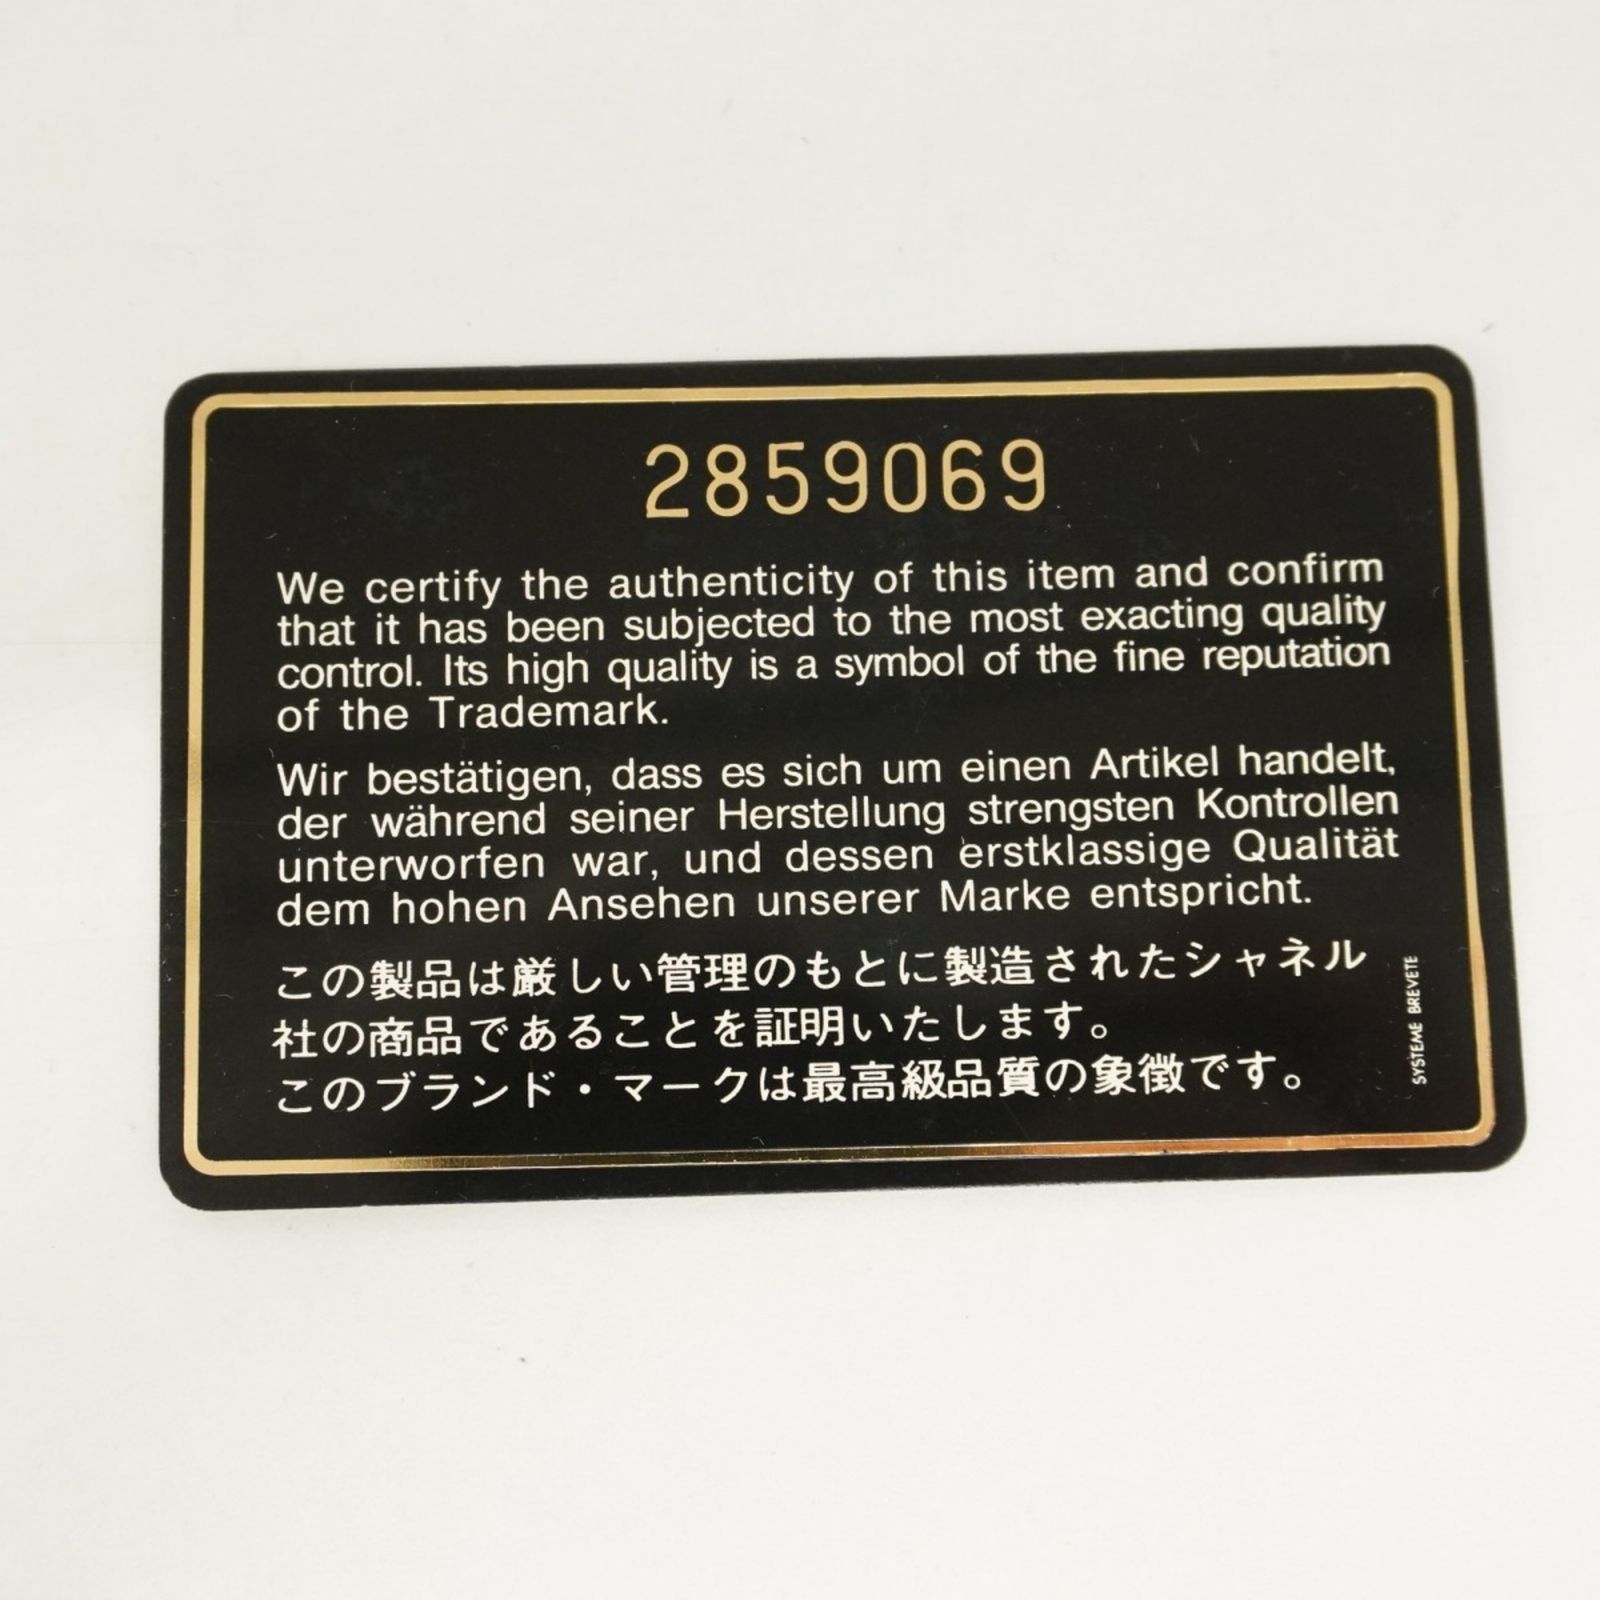 2859069
We certify the authenticity of this item and confirm
that it has been subjected to the most exacting quality
control. Its high quality is a symbol of the fine reputation
of the Trademark.
Wir bestätigen, dass es sich um einen Artikel handelt,
der während seiner Herstellung strengsten Kontrollen
unterworfen war, und dessen erstklassige Qualität
dem hohen Ansehen unserer Marke entspricht.
この製品は厳しい管理のもとに製造されたシャネル
社の商品であることを証明いたします。
このブランド・マークは最高級品質の象徴です。
SYSTEME BREVETE